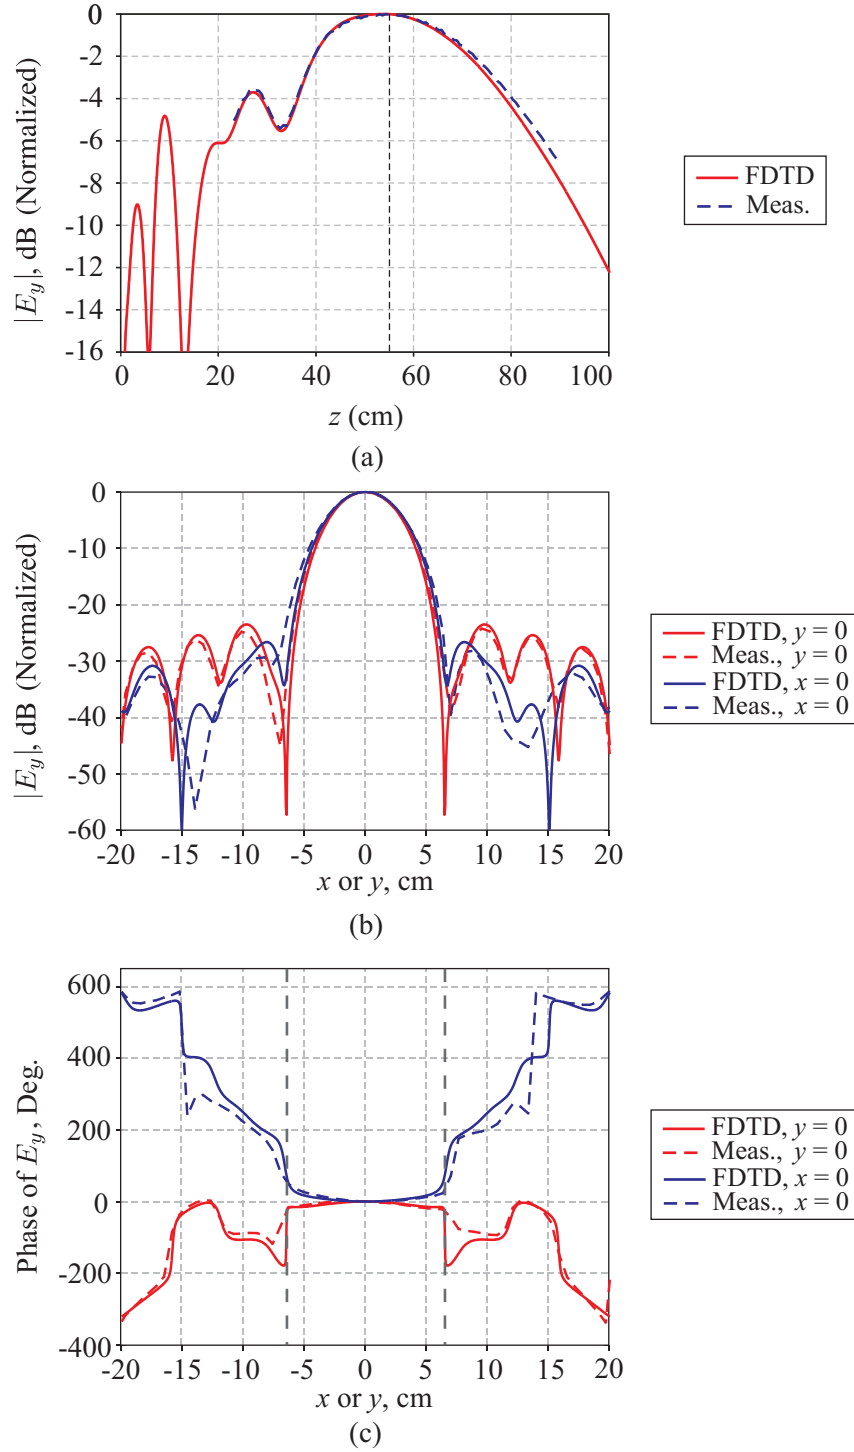 |E_y|, dB (Normalized)
0
-2
-4
-6
-8
-10
-12
-14
-16
0 20 40 60 80 100
z (cm)
(a)
FDTD
Meas.
|E_y|, dB (Normalized)
0
-10
-20
-30
-40
-50
-60
-20 -15 -10 -5 0 5 10 15 20
x or y, cm
(b)
FDTD, y = 0
Meas., y = 0
FDTD, x = 0
Meas., x = 0
Phase of E_y, Deg.
600
400
200
0
-200
-400
-20 -15 -10 -5 0 5 10 15 20
x or y, cm
(c)
FDTD, y = 0
Meas., y = 0
FDTD, x = 0
Meas., x = 0